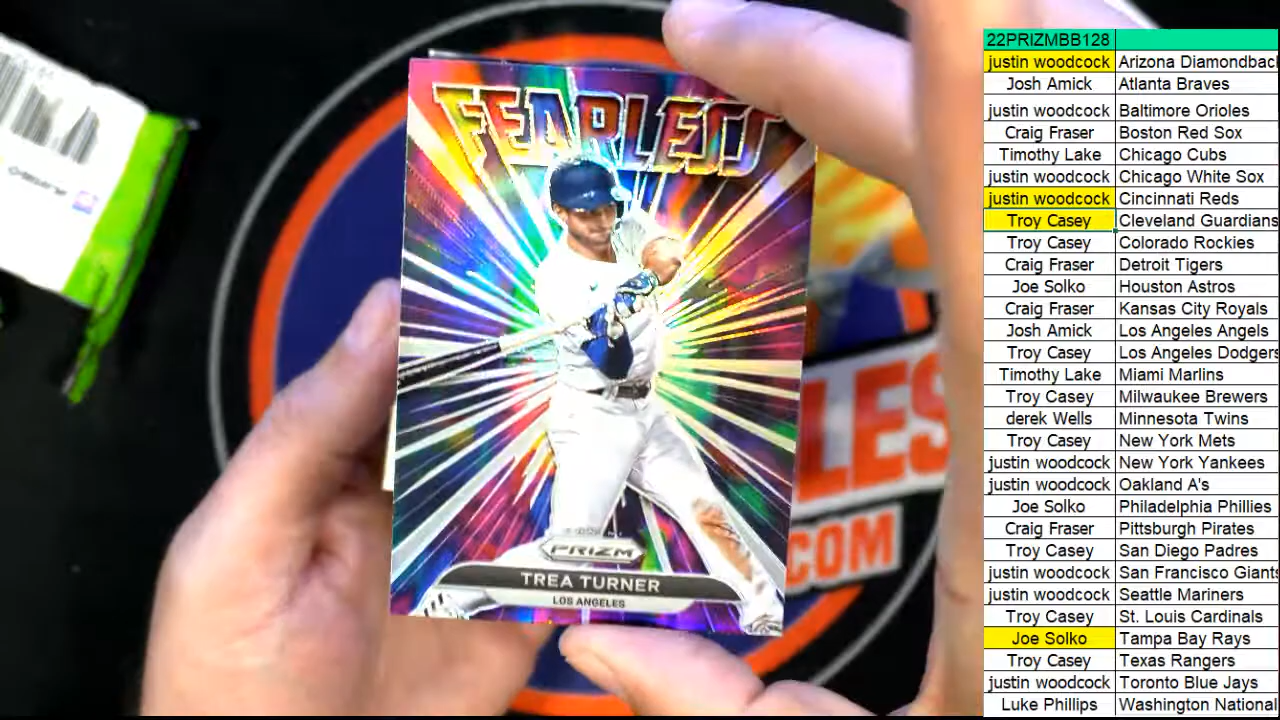 FEARLESS
PRIZM
TREA TURNER
LOS ANGELES
LES
COM
22PRIZMBB128
justin woodcock Arizona Diamondbac
Josh Amick Atlanta Braves
justin woodcock Baltimore Orioles
Craig Fraser Boston Red Sox
Timothy Lake Chicago Cubs
justin woodcock Chicago White Sox
justin woodcock Cincinnati Reds
Troy Casey Cleveland Guardians
Troy Casey Colorado Rockies
Craig Fraser Detroit Tigers
Joe Solko Houston Astros
Craig Fraser Kansas City Royals
Josh Amick Los Angeles Angels
Troy Casey Los Angeles Dodgers
Timothy Lake Miami Marlins
Troy Casey Milwaukee Brewers
derek Wells Minnesota Twins
Troy Casey New York Mets
justin woodcock New York Yankees
justin woodcock Oakland A's
Joe Solko Philadelphia Phillies
Craig Fraser Pittsburgh Pirates
Troy Casey San Diego Padres
justin woodcock San Francisco Giants
justin woodcock Seattle Mariners
Troy Casey St. Louis Cardinals
Joe Solko Tampa Bay Rays
Troy Casey Texas Rangers
justin woodcock Toronto Blue Jays
Luke Phillips Washington National